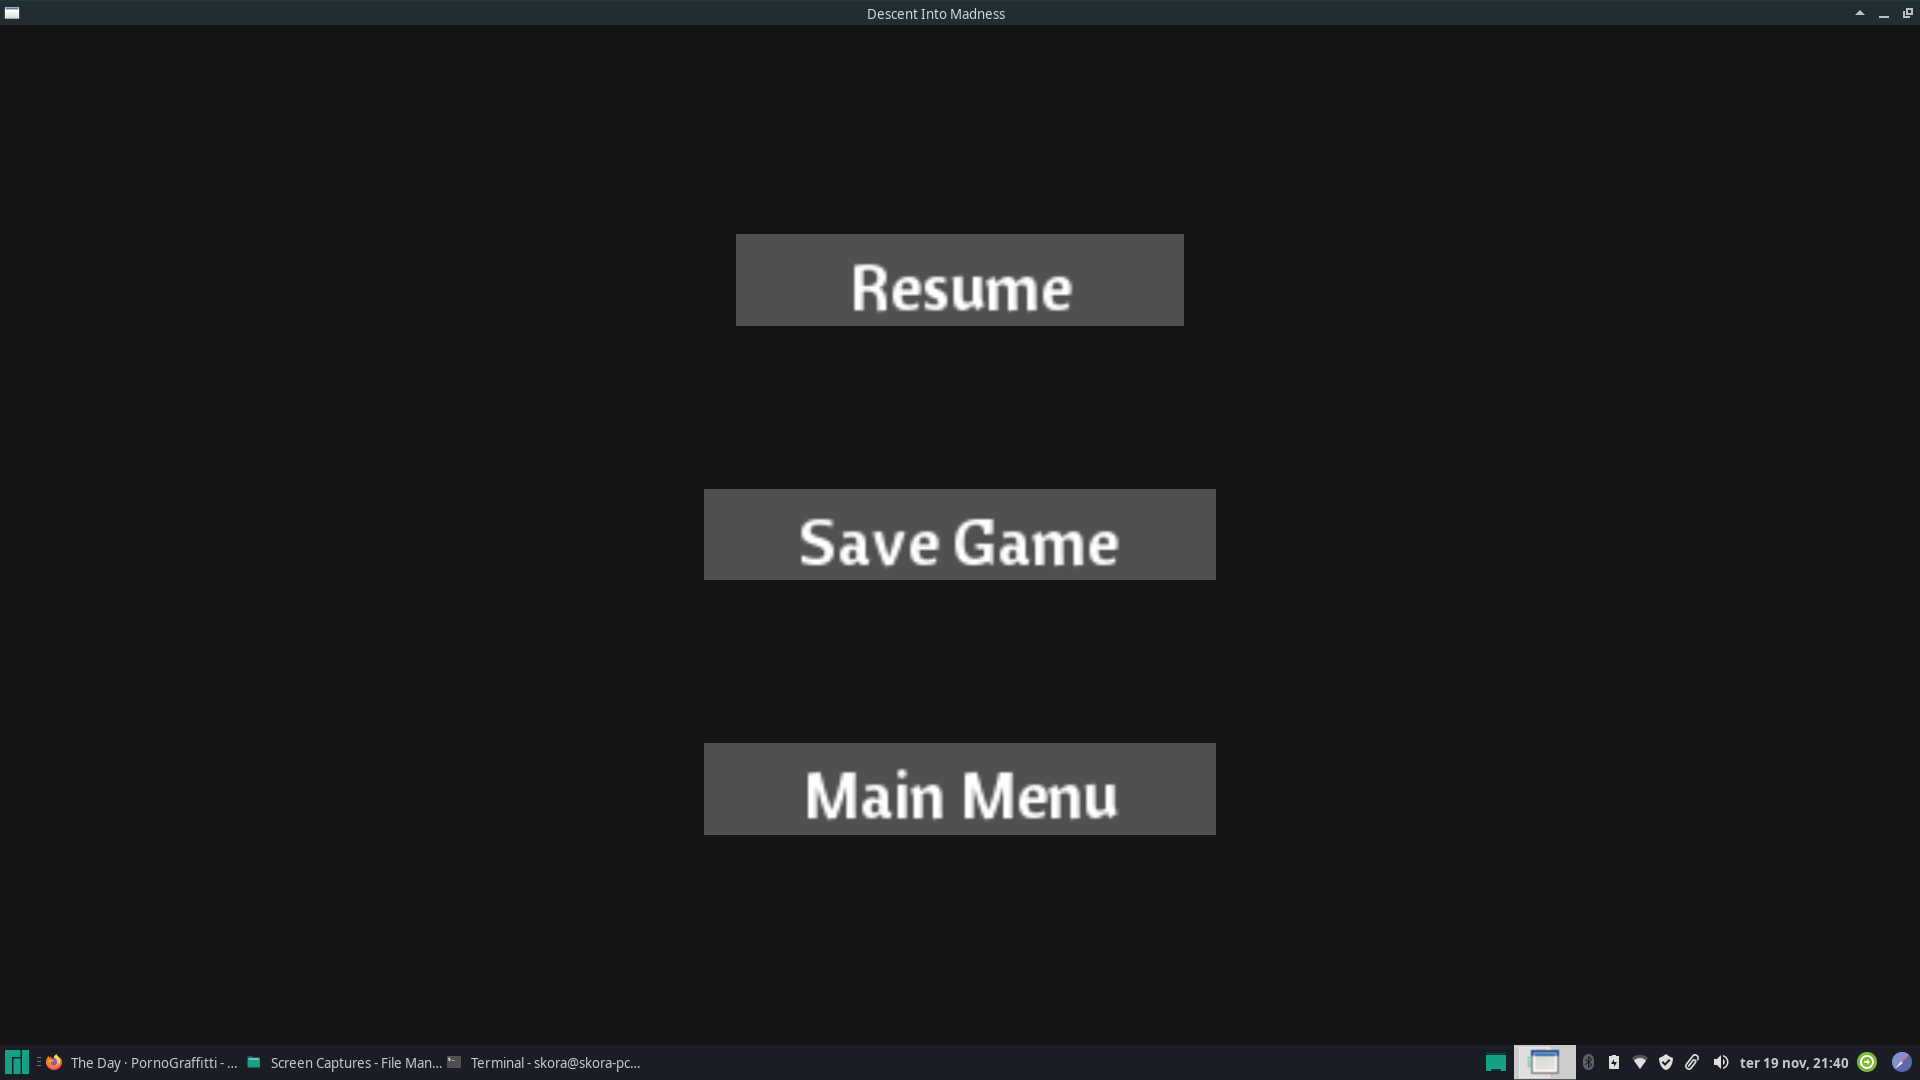 Descent Into Madness
Resume
Save Game
Main Menu
The Day · PornoGraffitti - ...
Screen Captures - File Man...
Terminal - skora@skora-pc...
ter 19 nov, 21:40